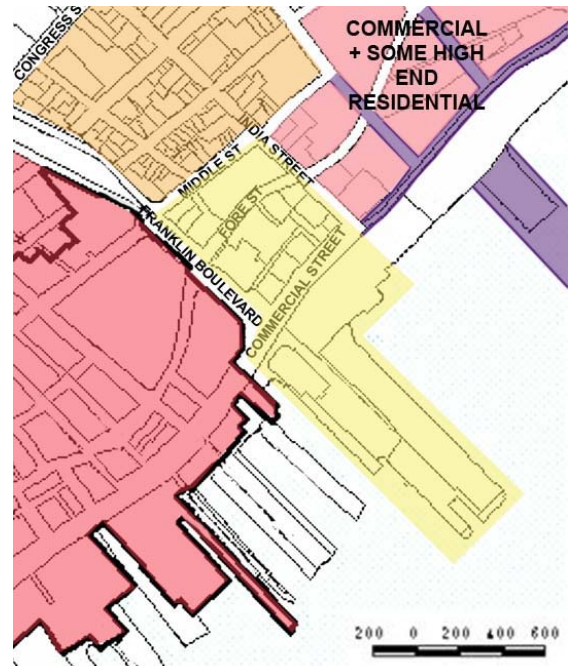 CONGRESS S
COMMERCIAL
+ SOME HIGH
END
RESIDENTIAL
INDIA STREET
MIDDLE ST
FORE ST
FRANKLIN BOULEVARD
COMMERCIAL STREET
200 0 200 400 600